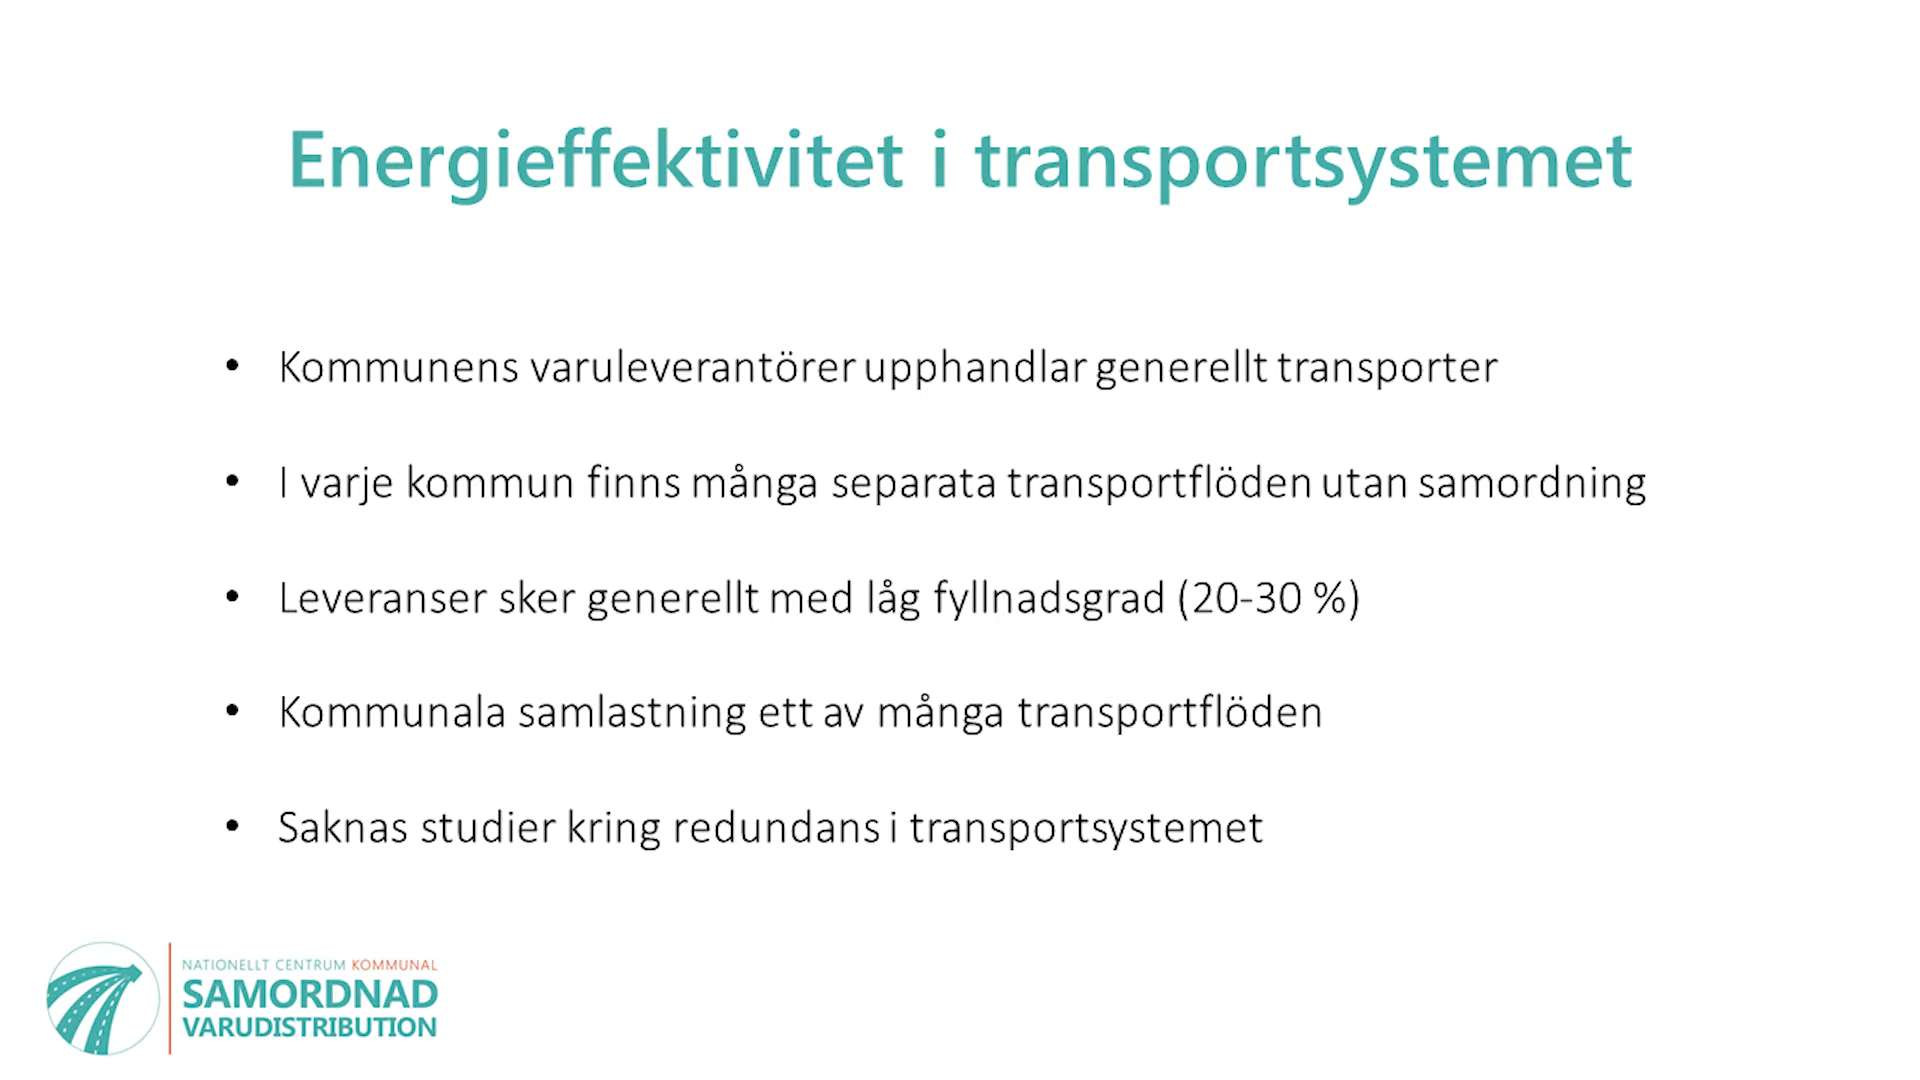 Energieffektivitet i transportsystemet
• Kommunens varuleverantörer upphandlar generellt transporter
• I varje kommun finns många separata transportflöden utan samordning
• Leveranser sker generellt med låg fyllnadsgrad (20-30 %)
• Kommunala samlastning ett av många transportflöden
• Saknas studier kring redundans i transportsystemet
NATIONELLT CENTRUM KOMMUNAL
SAMORDNAD
VARUDISTRIBUTION